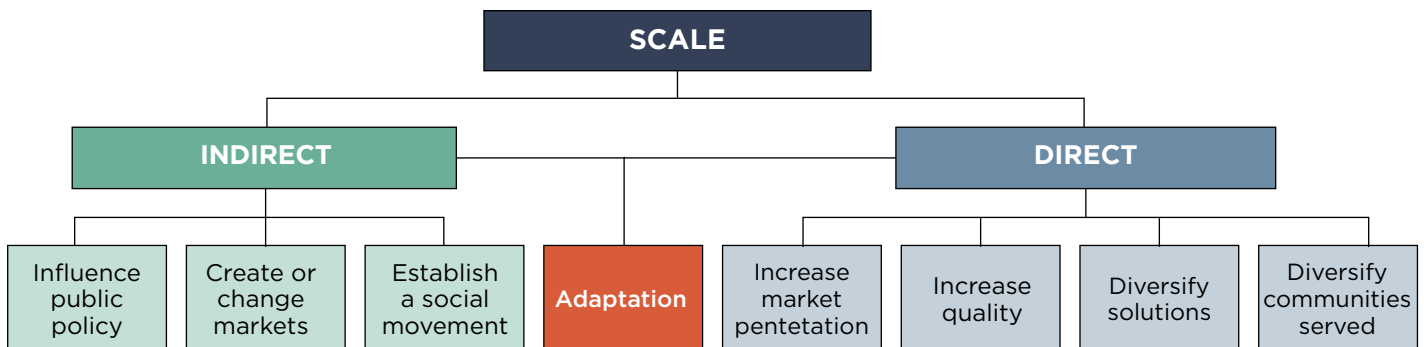 SCALE
INDIRECT
DIRECT
Influence
public
policy
Create or
change
markets
Establish
a social
movement
Adaptation
Increase
market
pentetation
Increase
quality
Diversify
solutions
Diversify
communities
served